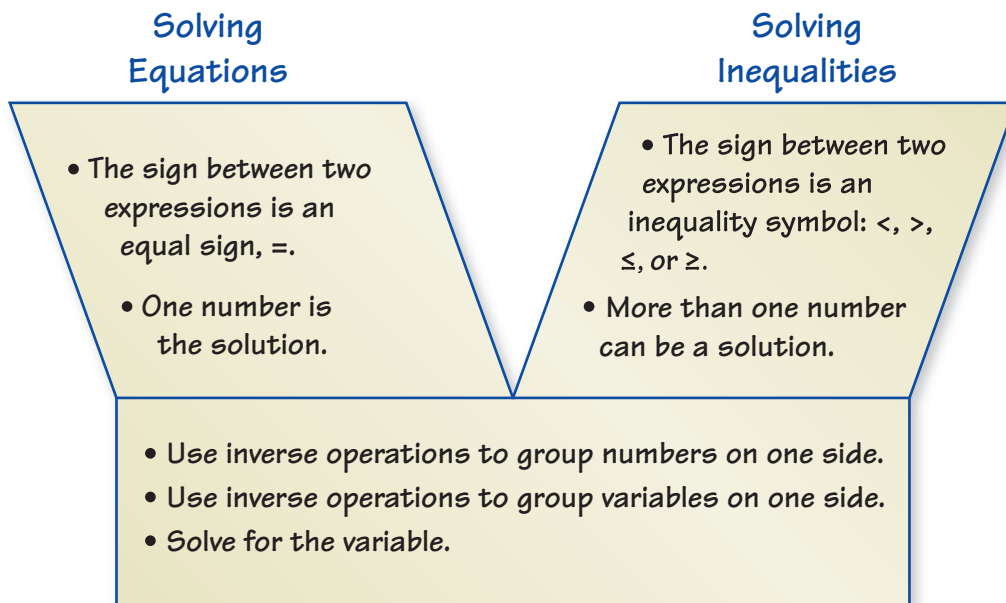 Solving
Equations
• The sign between two
expressions is an
equal sign, =.
• One number is
the solution.
Solving
Inequalities
• The sign between two
expressions is an
inequality symbol: <, >,
≤, or ≥.
• More than one number
can be a solution.
• Use inverse operations to group numbers on one side.
• Use inverse operations to group variables on one side.
• Solve for the variable.